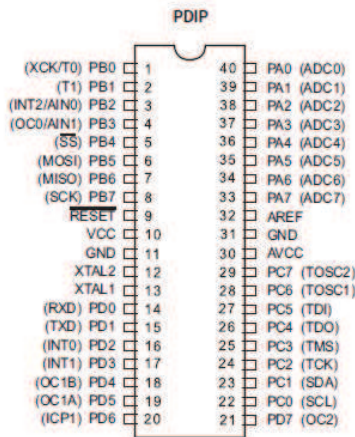 PDIP
(XCK/T0) PB0 1 40 PA0 (ADC0)
(T1) PB1 2 39 PA1 (ADC1)
(INT2/AIN0) PB2 3 38 PA2 (ADC2)
(OC0/AIN1) PB3 4 37 PA3 (ADC3)
(SS) PB4 5 36 PA4 (ADC4)
(MOSI) PB5 6 35 PA5 (ADC5)
(MISO) PB6 7 34 PA6 (ADC6)
(SCK) PB7 8 33 PA7 (ADC7)
RESET 9 32 AREF
VCC 10 31 GND
GND 11 30 AVCC
XTAL2 12 29 PC7 (TOSC2)
XTAL1 13 28 PC6 (TOSC1)
(RXD) PD0 14 27 PC5 (TDI)
(TXD) PD1 15 26 PC4 (TDO)
(INT0) PD2 16 25 PC3 (TMS)
(INT1) PD3 17 24 PC2 (TCK)
(OC1B) PD4 18 23 PC1 (SDA)
(OC1A) PD5 19 22 PC0 (SCL)
(ICP1) PD6 20 21 PD7 (OC2)